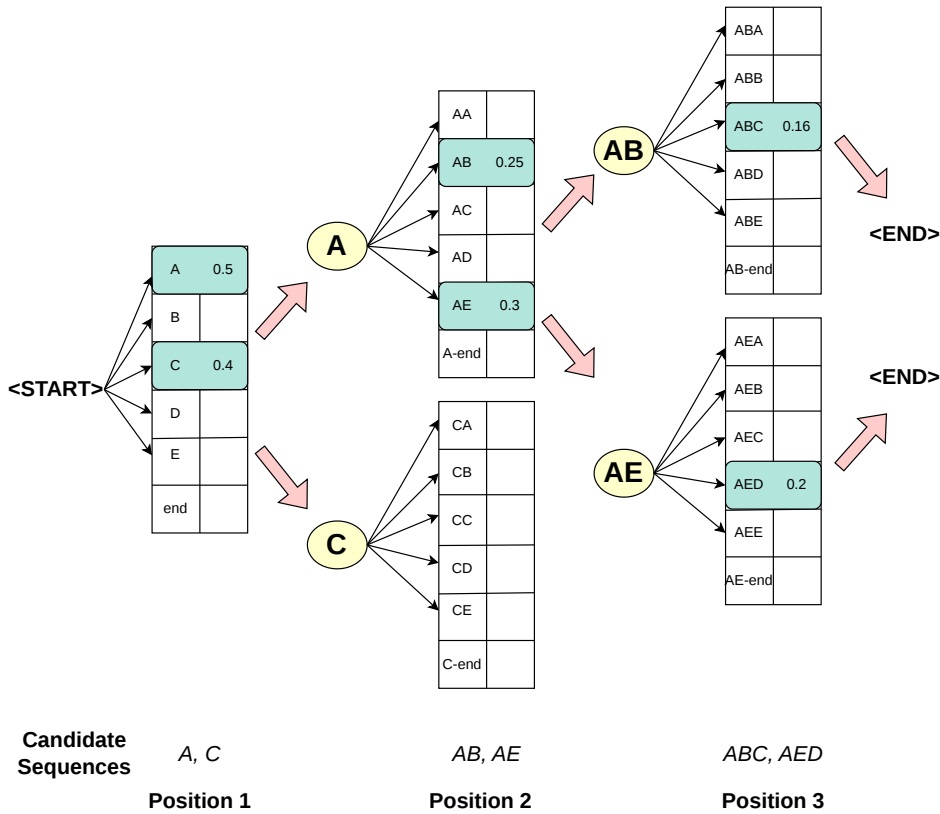 <START>
A 0.5
B
C 0.4
D
E
end
A
AA
AB 0.25
AC
AD
AE 0.3
A-end
C
CA
CB
CC
CD
CE
C-end
AB
ABA
ABB
ABC 0.16
ABD
ABE
AB-end
<END>
AE
AEA
AEB
AEC
AED 0.2
AEE
AE-end
<END>
Candidate
Sequences
A, C
AB, AE
ABC, AED
Position 1
Position 2
Position 3